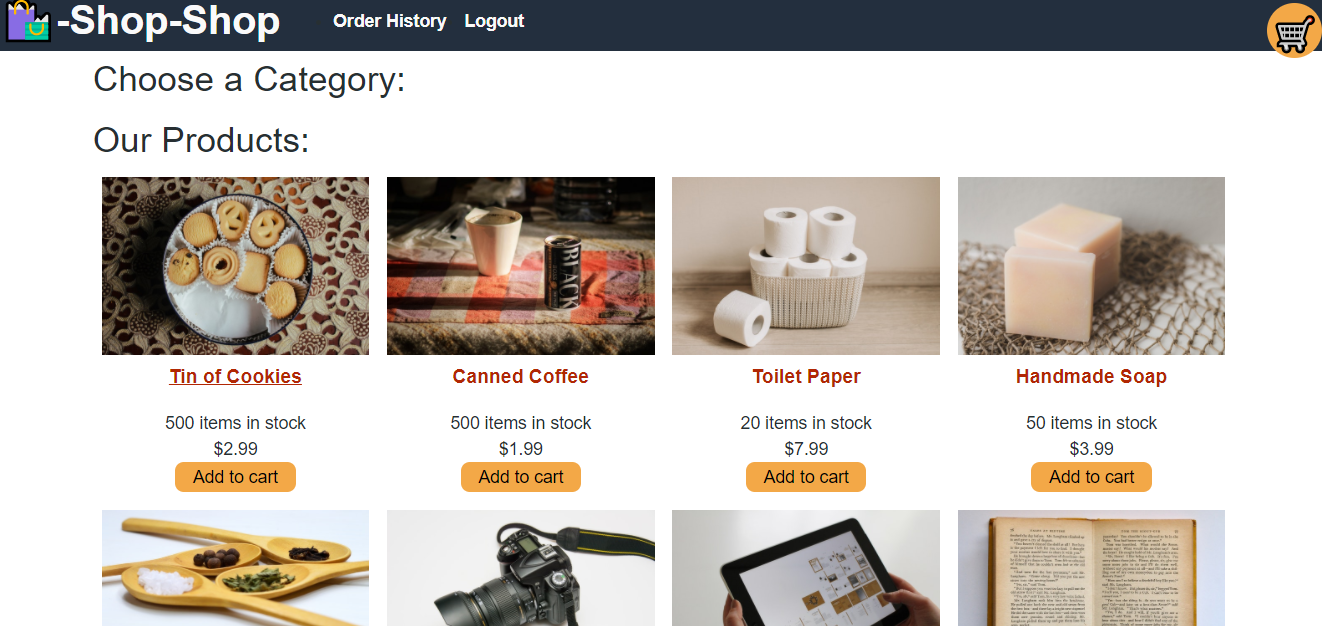 -Shop-Shop
Order History
Logout
Choose a Category:
Our Products:
BLACK
Tin of Cookies
Canned Coffee
Toilet Paper
Handmade Soap
500 items in stock
500 items in stock
20 items in stock
50 items in stock
$2.99
$1.99
$7.99
$3.99
Add to cart
Add to cart
Add to cart
Add to cart